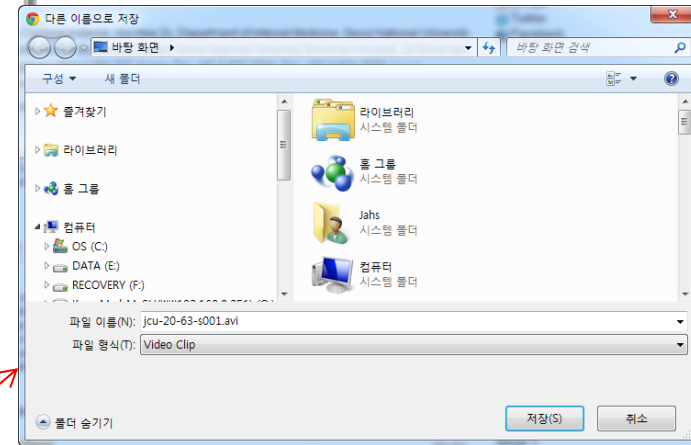 다른 이름으로 저장
바탕 화면
바탕 화면 검색
구성
새 폴더
즐겨찾기
라이브러리
홈 그룹
컴퓨터
OS (C:)
DATA (E:)
RECOVERY (F:)
라이브러리
시스템 폴더
홈 그룹
시스템 폴더
Jahs
시스템 폴더
컴퓨터
시스템 폴더
파일 이름(N): jcu-20-63-s001.avi
파일 형식(T): Video Clip
폴더 숨기기
저장(S)
취소